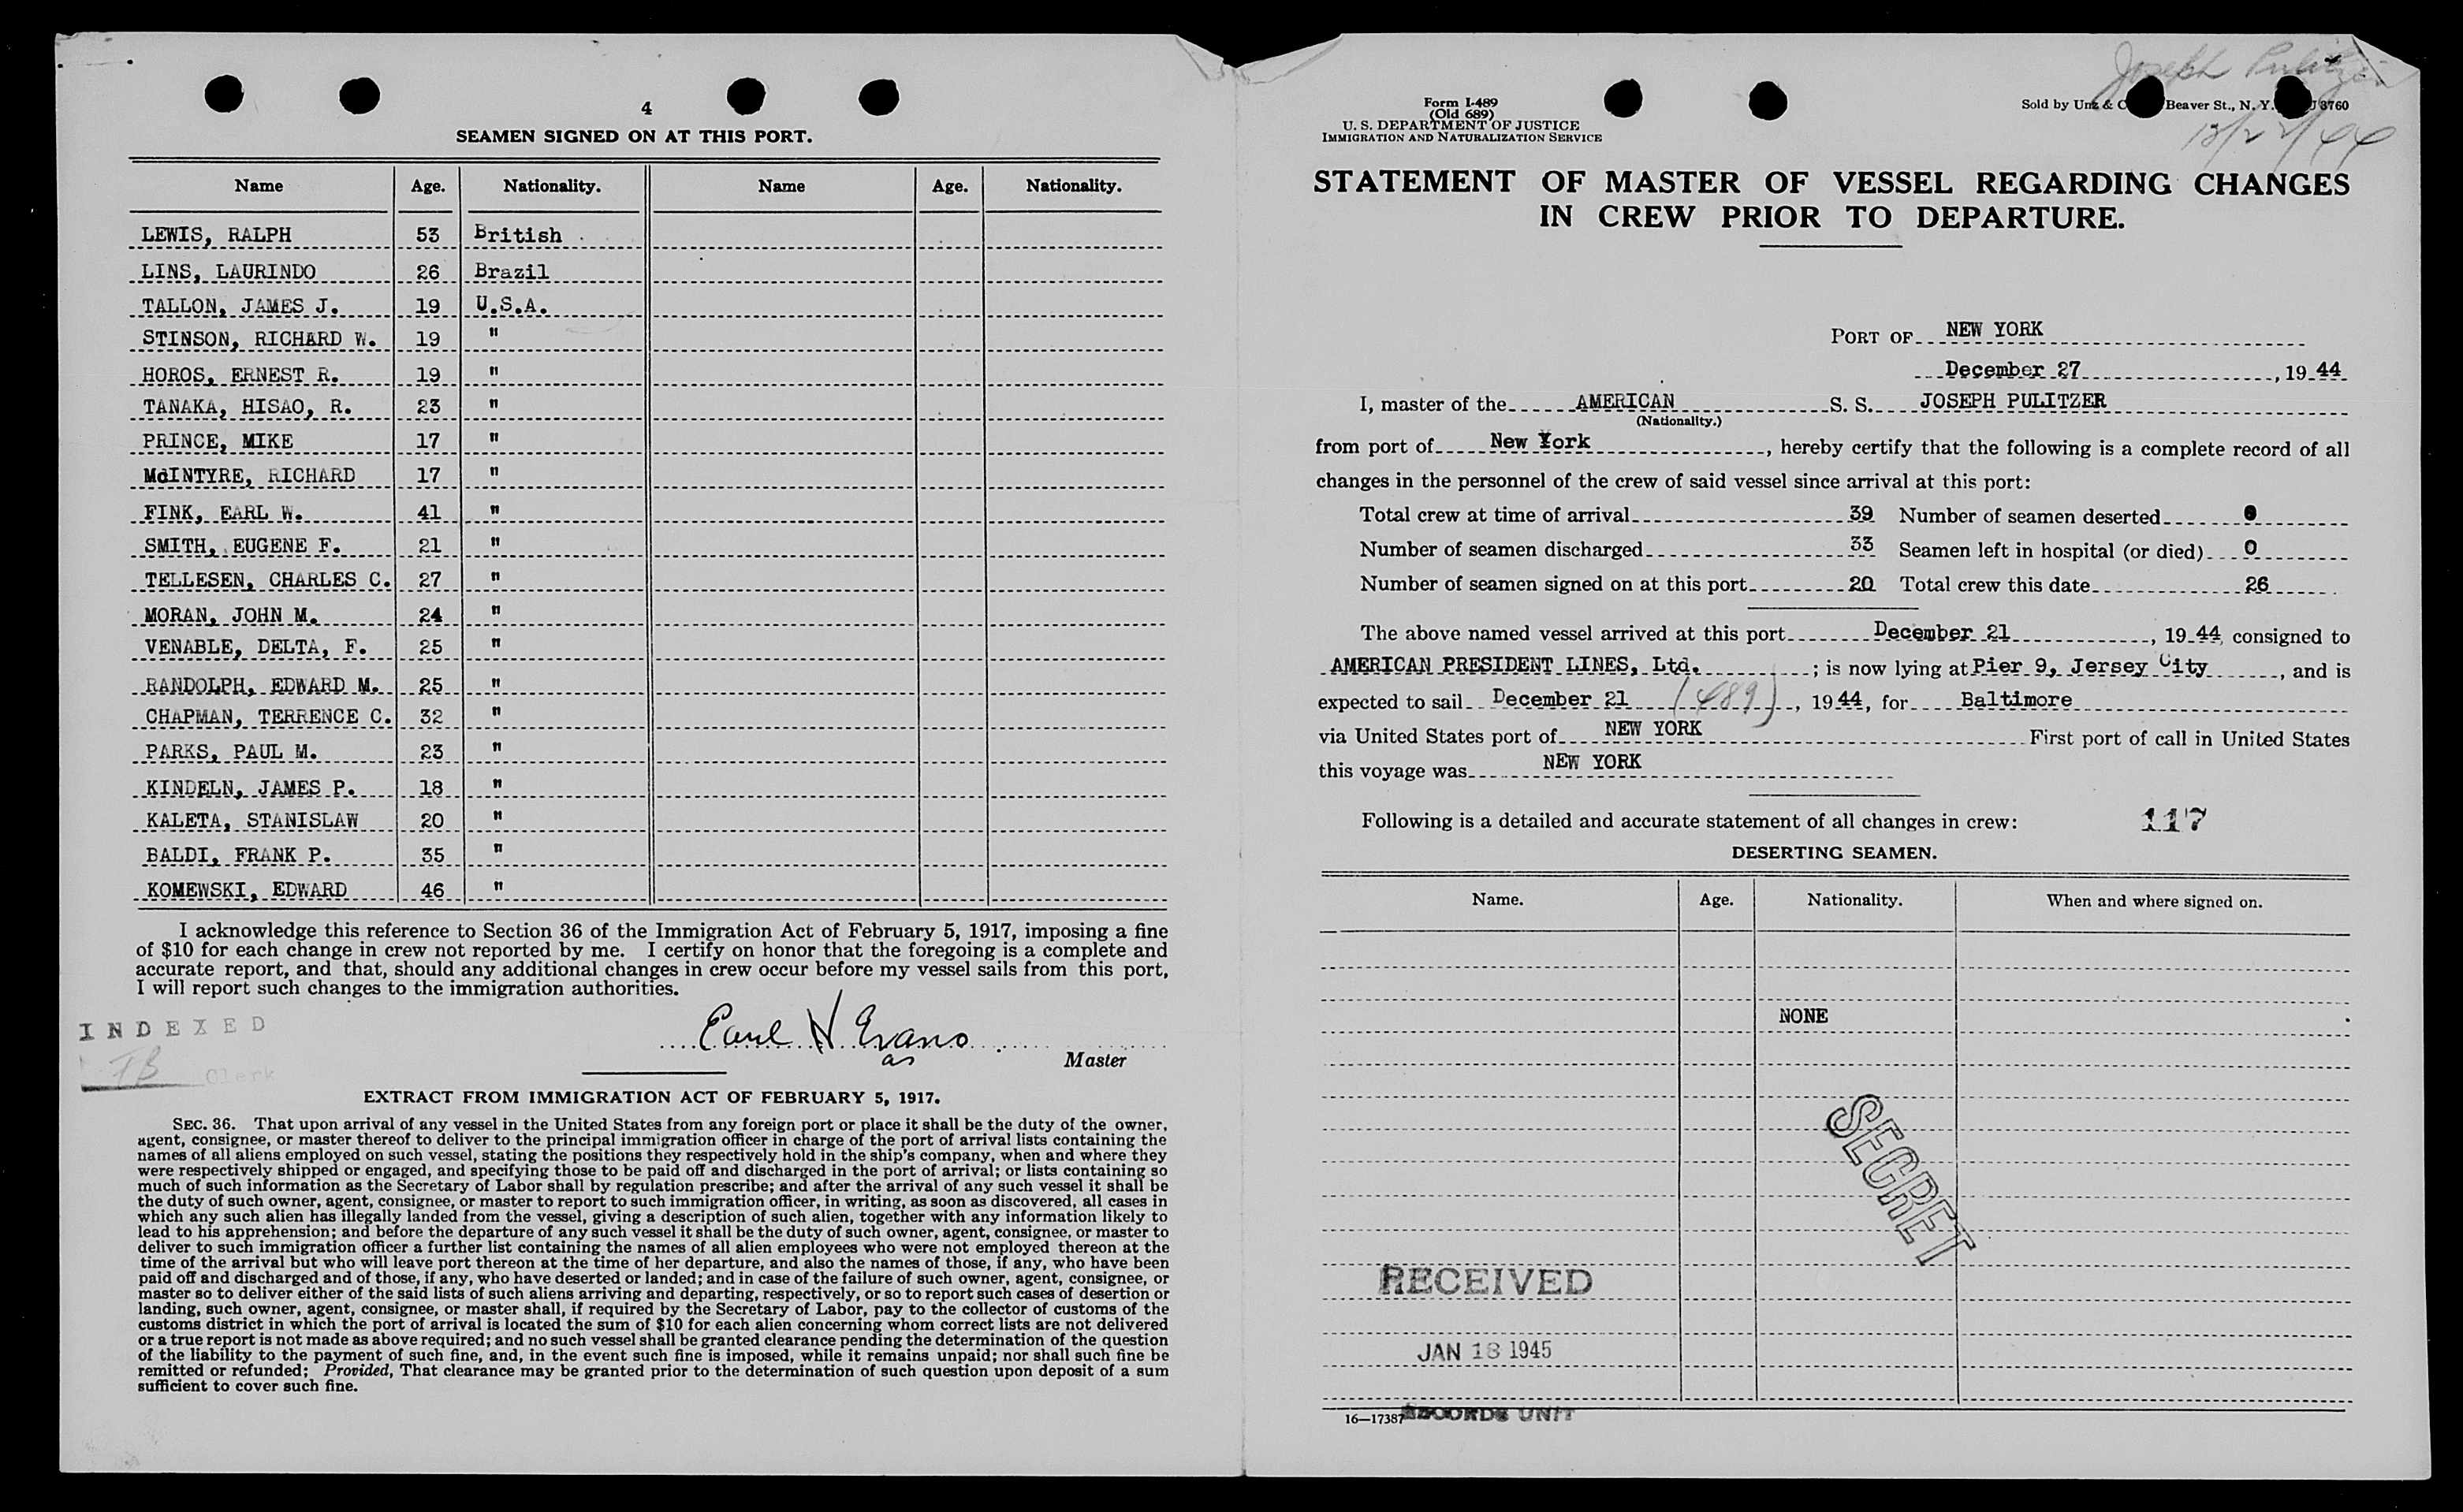 4
SEAMEN SIGNED ON AT THIS PORT.
Name Age. Nationality. Name Age. Nationality.
LEWIS, RALPH 53 British
LINS, LAURINDO 26 Brazil
TALLON, JAMES J. 19 U.S.A.
STINSON, RICHARD W. 19 "
HOROS, ERNEST R. 19 "
TANAKA, HISAO, R. 23 "
PRINCE, MIKE 17 "
McINTYRE, RICHARD 17 "
FINK, EARL W. 41 "
SMITH, EUGENE F. 21 "
TELLESEN, CHARLES C. 27 "
MORAN, JOHN M. 24 "
VENABLE, DELTA, F. 25 "
RANDOLPH, EDWARD M. 25 "
CHAPMAN, TERRENCE C. 32 "
PARKS, PAUL M. 23 "
KINDELN, JAMES P. 18 "
KALETA, STANISLAW 20 "
BALDI, FRANK P. 35 "
KOMEWSKI, EDWARD 46 "
I acknowledge this reference to Section 36 of the Immigration Act of February 5, 1917, imposing a fine
of $10 for each change in crew not reported by me. I certify on honor that the foregoing is a complete and
accurate report, and that, should any additional changes in crew occur before my vessel sails from this port,
I will report such changes to the immigration authorities.
INDEXED
FB Clerk
Earl H Evans
as Master
EXTRACT FROM IMMIGRATION ACT OF FEBRUARY 5, 1917.
SEC. 36. That upon arrival of any vessel in the United States from any foreign port or place it shall be the duty of the owner,
agent, consignee, or master thereof to deliver to the principal immigration officer in charge of the port of arrival lists containing the
names of all aliens employed on such vessel, stating the positions they respectively hold in the ship's company, when and where they
were respectively shipped or engaged, and specifying those to be paid off and discharged in the port of arrival; or lists containing so
much of such information as the Secretary of Labor shall by regulation prescribe; and after the arrival of any such vessel it shall be
the duty of such owner, agent, consignee, or master to report to such immigration officer, in writing, as soon as discovered, all cases in
which any such alien has illegally landed from the vessel, giving a description of such alien, together with any information likely to
lead to his apprehension; and before the departure of any such vessel it shall be the duty of such owner, agent, consignee, or master to
deliver to such immigration officer a further list containing the names of all alien employees who were not employed thereon at the
time of the arrival but who will leave port thereon at the time of her departure, and also the names of those, if any, who have been
paid off and discharged and of those, if any, who have deserted or landed; and in case of the failure of such owner, agent, consignee, or
master so to deliver either of the said lists of such aliens arriving and departing, respectively, or so to report such cases of desertion or
landing, such owner, agent, consignee, or master shall, if required by the Secretary of Labor, pay to the collector of customs of the
customs district in which the port of arrival is located the sum of $10 for each alien concerning whom correct lists are not delivered
or a true report is not made as above required; and no such vessel shall be granted clearance pending the determination of the question
of the liability to the payment of such fine, and, in the event such fine is imposed, while it remains unpaid; nor shall such fine be
remitted or refunded; Provided, That clearance may be granted prior to the determination of such question upon deposit of a sum
sufficient to cover such fine.
Joseph Pulitzer
12/27/44
Form I-489
(Old 689)
U. S. DEPARTMENT OF JUSTICE
IMMIGRATION AND NATURALIZATION SERVICE
Sold by Unz & C Beaver St., N. Y. 3760
STATEMENT OF MASTER OF VESSEL REGARDING CHANGES
IN CREW PRIOR TO DEPARTURE.
PORT OF NEW YORK
December 27, 19 44
I, master of the AMERICAN S. S. JOSEPH PULITZER
(Nationality.)
from port of New York, hereby certify that the following is a complete record of all
changes in the personnel of the crew of said vessel since arrival at this port:
Total crew at time of arrival 39 Number of seamen deserted 0
Number of seamen discharged 33 Seamen left in hospital (or died) 0
Number of seamen signed on at this port 20 Total crew this date 26
The above named vessel arrived at this port December 21, 19 44 consigned to
AMERICAN PRESIDENT LINES, Ltd.; is now lying at Pier 9, Jersey City, and is
expected to sail December 21 (489), 19 44, for Baltimore
via United States port of NEW YORK First port of call in United States
this voyage was NEW YORK
Following is a detailed and accurate statement of all changes in crew: 117
DESERTING SEAMEN.
Name. Age. Nationality. When and where signed on.
NONE
SECRET
RECEIVED
JAN 18 1945
16—17387 RECORDS UNIT